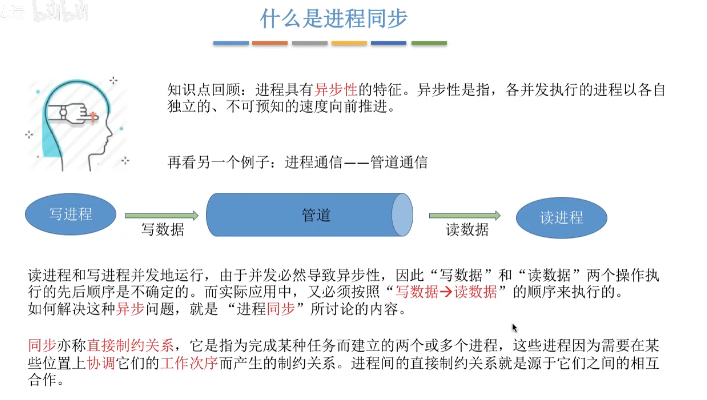 bilibili
什么是进程同步
知识点回顾：进程具有异步性的特征。异步性是指，各并发执行的进程以各自
独立的、不可预知的速度向前推进。
再看另一个例子：进程通信——管道通信
写进程
写数据
管道
读数据
读进程
读进程和写进程并发地运行，由于并发必然导致异步性，因此“写数据”和“读数据”两个操作执
行的先后顺序是不确定的。而实际应用中，又必须按照“写数据→读数据”的顺序来执行的。
如何解决这种异步问题，就是“进程同步”所讨论的内容。
同步亦称直接制约关系，它是指为完成某种任务而建立的两个或多个进程，这些进程因为需要在某
些位置上协调它们的工作次序而产生的制约关系。进程间的直接制约关系就是源于它们之间的相互
合作。